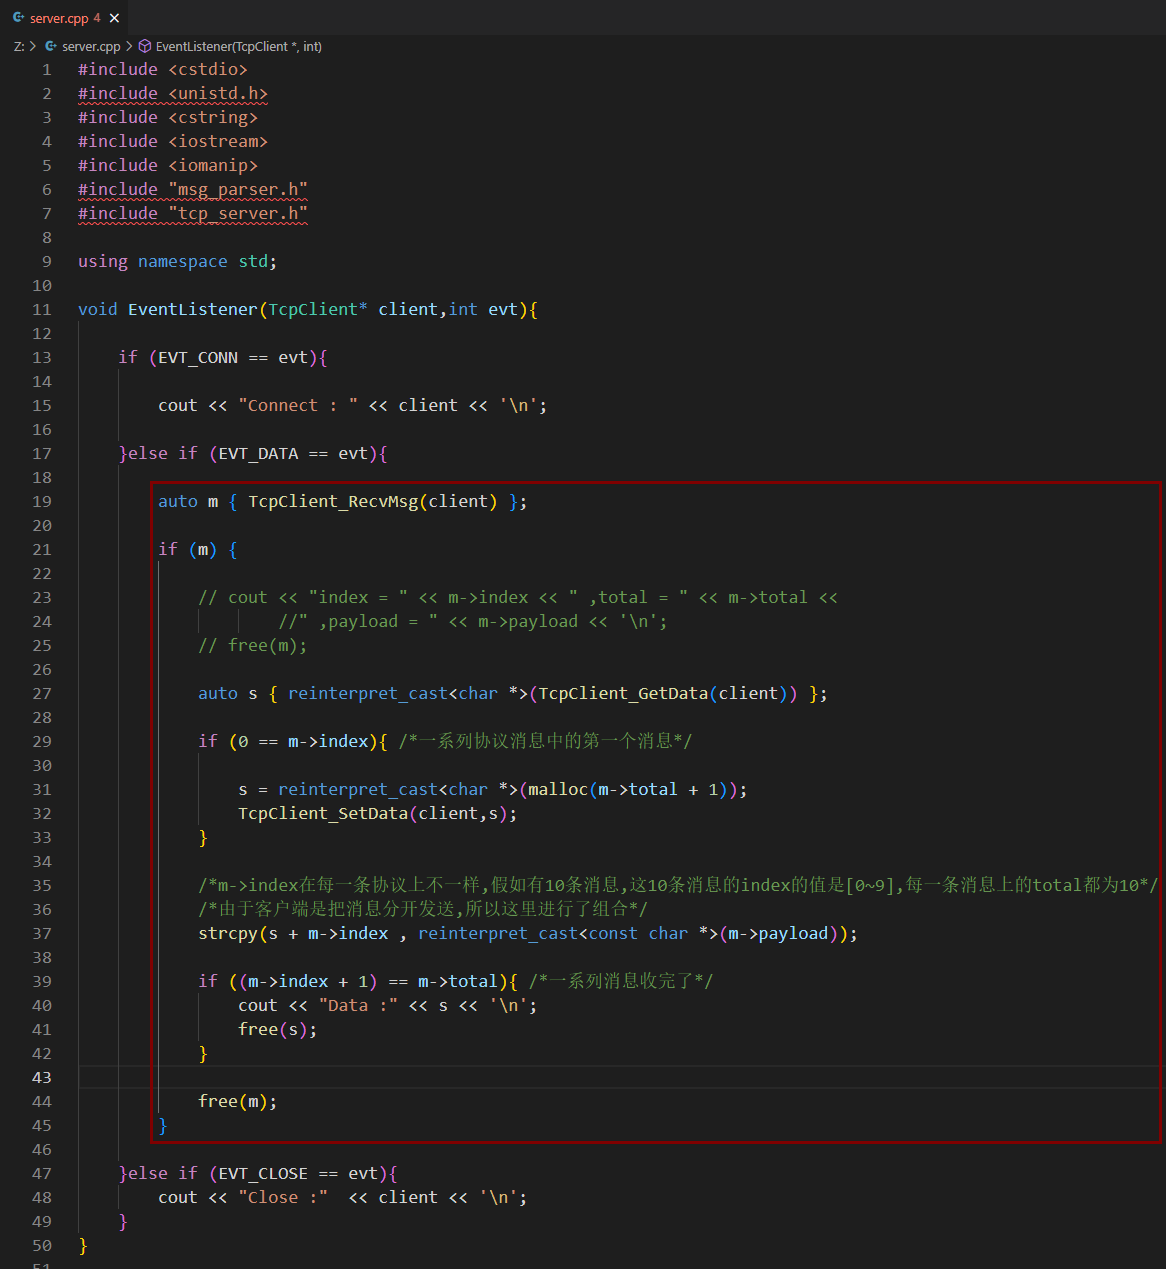 server.cpp 4
Z: > server.cpp > EventListener(TcpClient *, int)
1 #include <cstdio>
2 #include <unistd.h>
3 #include <cstring>
4 #include <iostream>
5 #include <iomanip>
6 #include "msg_parser.h"
7 #include "tcp_server.h"
8
9 using namespace std;
10
11 void EventListener(TcpClient* client,int evt){
12
13     if (EVT_CONN == evt){
14
15         cout << "Connect : " << client << '\n';
16
17     }else if (EVT_DATA == evt){
18
19         auto m { TcpClient_RecvMsg(client) };
20
21         if (m) {
22
23             // cout << "index = " << m->index << " ,total = " << m->total <<
24                     //" ,payload = " << m->payload << '\n';
25             // free(m);
26
27             auto s { reinterpret_cast<char *>(TcpClient_GetData(client)) };
28
29             if (0 == m->index){ /*一系列协议消息中的第一个消息*/
30
31                 s = reinterpret_cast<char *>(malloc(m->total + 1));
32                 TcpClient_SetData(client,s);
33             }
34
35             /*m->index在每一条协议上不一样,假如有10条消息,这10条消息的index的值是[0~9],每一条消息上的total都为10*/
36             /*由于客户端是把消息分开发送,所以这里进行了组合*/
37             strcpy(s + m->index , reinterpret_cast<const char *>(m->payload));
38
39             if ((m->index + 1) == m->total){ /*一系列消息收完了*/
40                 cout << "Data :" << s << '\n';
41                 free(s);
42             }
43
44             free(m);
45         }
46
47     }else if (EVT_CLOSE == evt){
48         cout << "Close :"  << client << '\n';
49     }
50 }
51